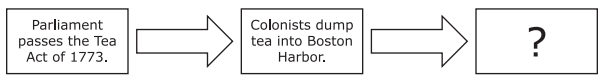 Parliament
passes the Tea
Act of 1773.
Colonists dump
tea into Boston
Harbor.
?